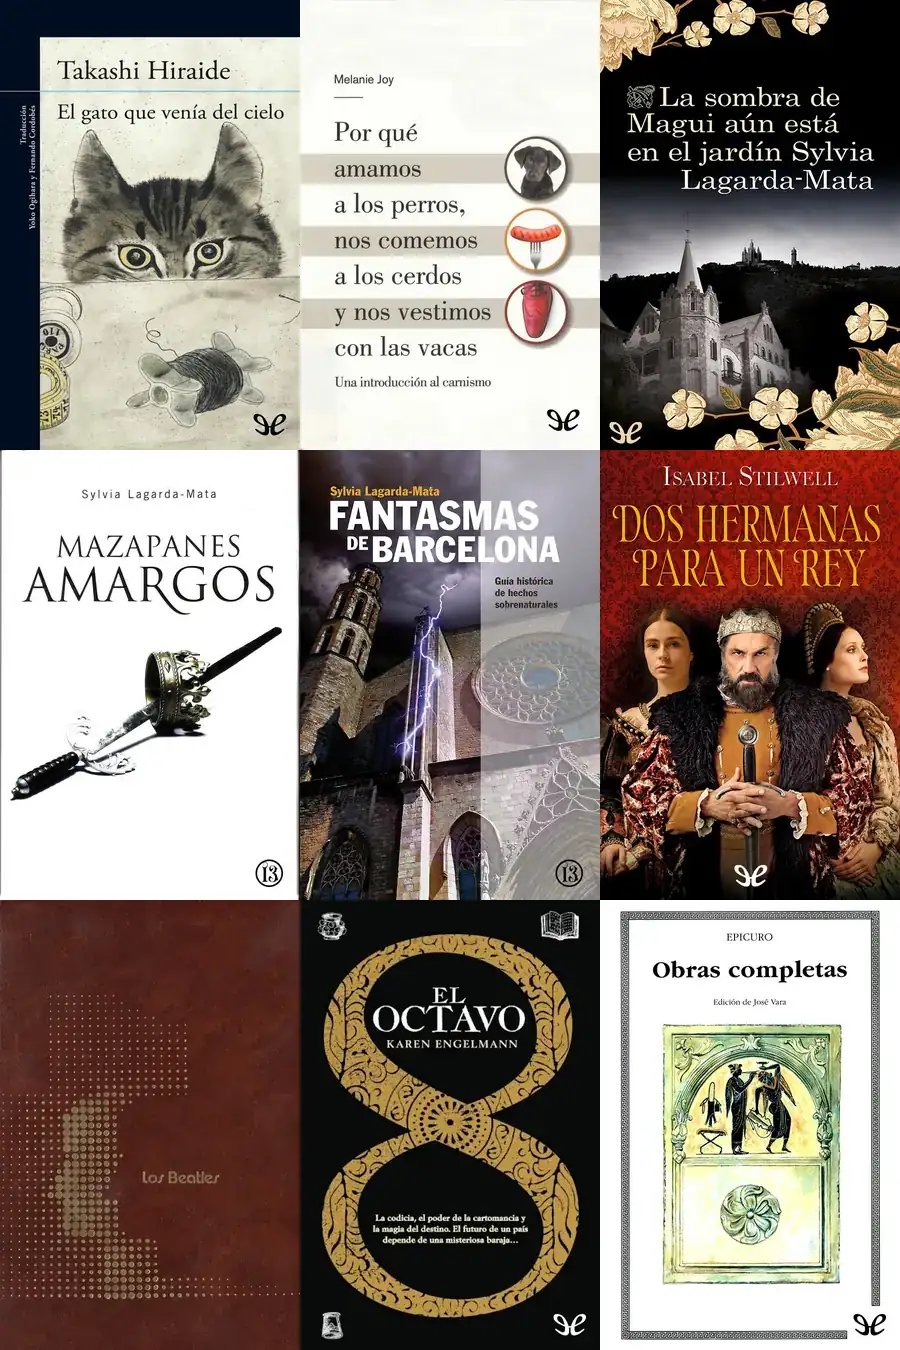 Takashi Hiraide
El gato que venía del cielo
Traducción
Yoko Ogihara y Fernando Cordobés
Melanie Joy
Por qué
amamos
a los perros,
nos comemos
a los cerdos
y nos vestimos
con las vacas
Una introducción al carnismo
La sombra de
Magui aún está
en el jardín Sylvia
Lagarda-Mata
Sylvia Lagarda-Mata
MAZAPANES
AMARGOS
13
Sylvia Lagarda-Mata
FANTASMAS
DE BARCELONA
Guía histórica
de hechos
sobrenaturales
13
ISABEL STILWELL
DOS HERMANAS
PARA UN REY
Los Beatles
EL
OCTAVO
KAREN ENGELMANN
La codicia, el poder de la cartomancia y
la magia del destino. El futuro de un país
depende de una misteriosa baraja...
EPICURO
Obras completas
Edición de José Vara